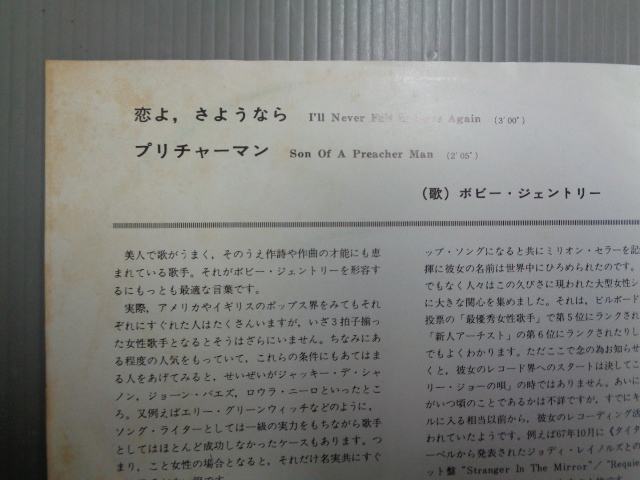 恋よ，さようなら I'll Never Fall In Love Again (3′00″)
プリチャーマン Son Of A Preacher Man (2′05″)
(歌) ボビー・ジェントリー
美人で歌がうまく，そのうえ作詩や作曲の才能にも恵
まれている歌手。それがボビー・ジェントリーを形容す
るにもっとも最適な言葉です。
実際，アメリカやイギリスのポップス界をみてもそれ
ぞれにすぐれた人はたくさんいますが，いざ3拍子揃っ
た女性歌手となるとそうはざらにいません。ちなみにあ
る程度の人気をもっていて，これらの条件にもあてはま
る人をあげてみると，せいぜいがジャッキー・デ・シャ
ノン，ジョーン・バエズ，ロウラ・ニーロといったとこ
ろ。又例えばエリー・グリーンウィッチなどのように，
ソング・ライターとしては一級の実力をもちながら歌手
としてはほとんど成功しなかったケースもあります。つ
まり，こと女性の場合となると，それだけ名実共にすぐ
ップ・ソングになると共にミリオン・セラーを記
揮に彼女の名前は世界中にひろめられたのです。
でもなく人々はこの久びさに現われた大型女性シ
に大きな関心を集めました。それは，ビルボード
投票の「最優秀女性歌手」で第5位にランクされた
「新人アーチスト」の第6位にランクされたりし
でもよくわかります。ただここで念の為お知らせ
くと，彼女のレコード界へのスタートは決してこ
リー・ジョーの唄」の時ではありません。あいに
がいつ頃のことであるかは不詳ですが，すでにキ
ルに入る相当以前から，彼女のレコーディング活
われていたようです。例えば67年10月に《タイタ
ーベルから発表されたジョディ・レイノルズとの
ット盤 "Stranger In The Mirror"/ "Requie